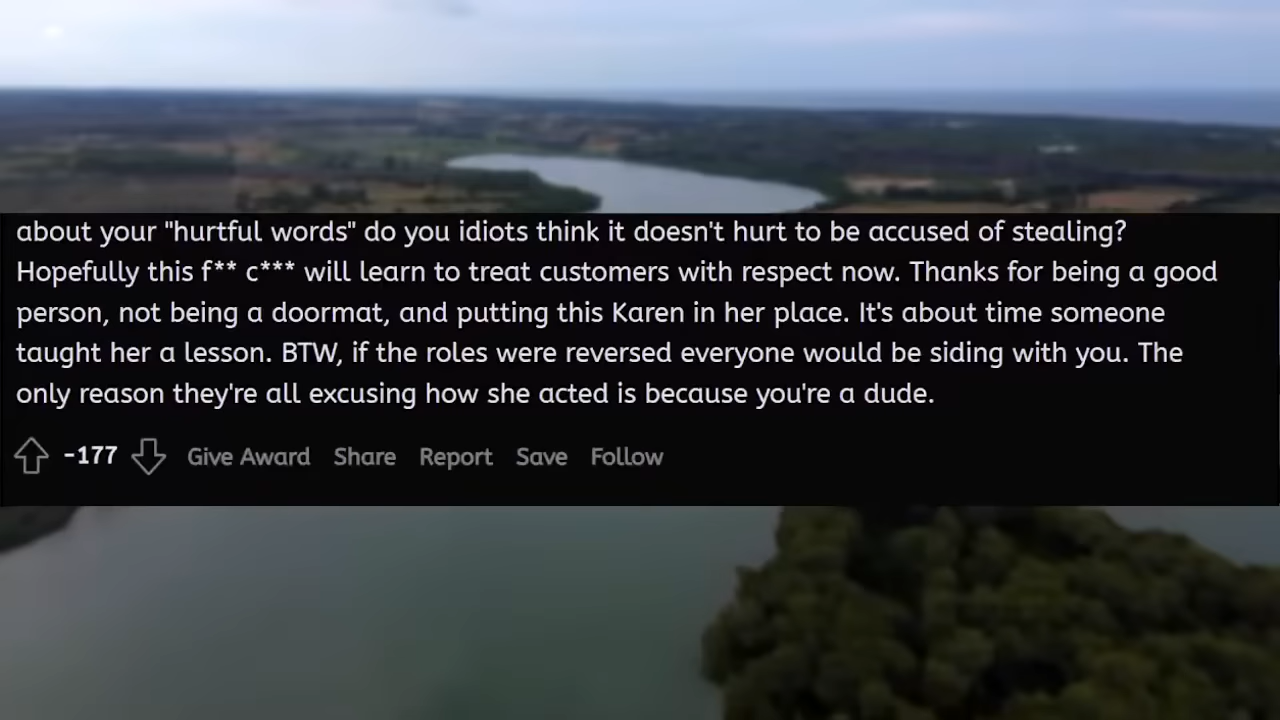 about your "hurtful words" do you idiots think it doesn't hurt to be accused of stealing?
Hopefully this f** c*** will learn to treat customers with respect now. Thanks for being a good
person, not being a doormat, and putting this Karen in her place. It's about time someone
taught her a lesson. BTW, if the roles were reversed everyone would be siding with you. The
only reason they're all excusing how she acted is because you're a dude.
-177 Give Award Share Report Save Follow